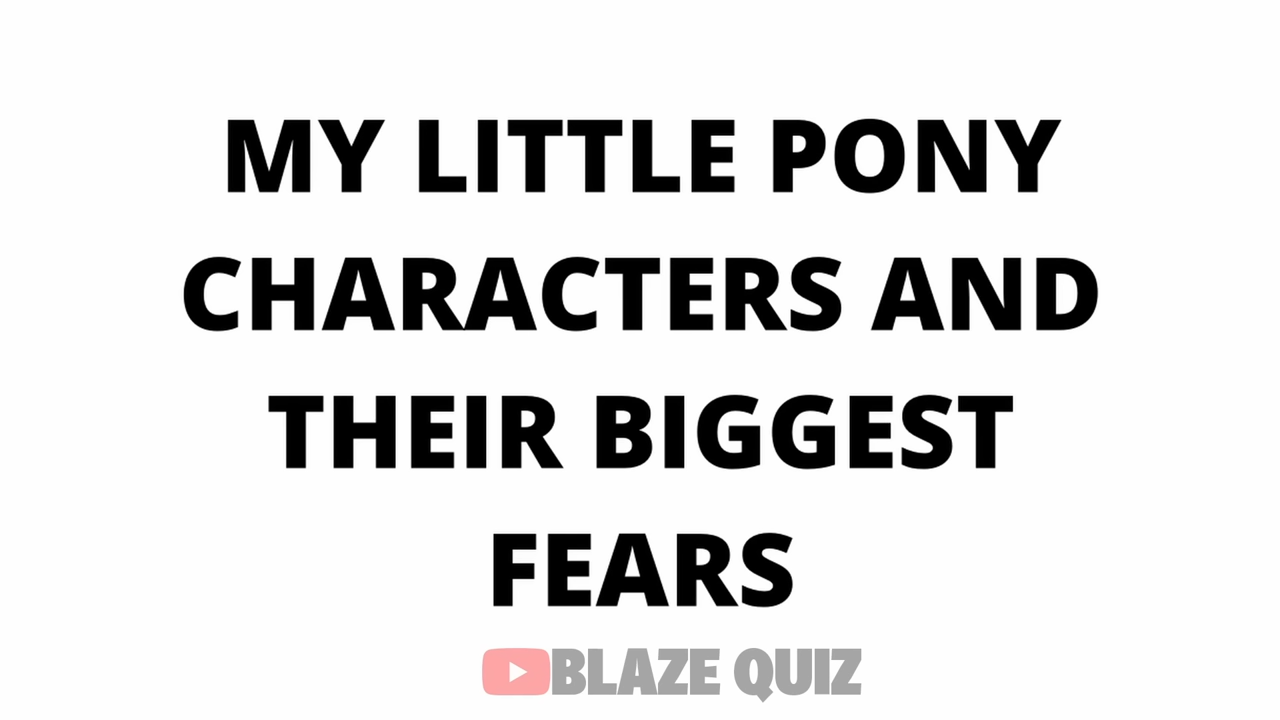 MY LITTLE PONY
CHARACTERS AND
THEIR BIGGEST
FEARS
BLAZE QUIZ